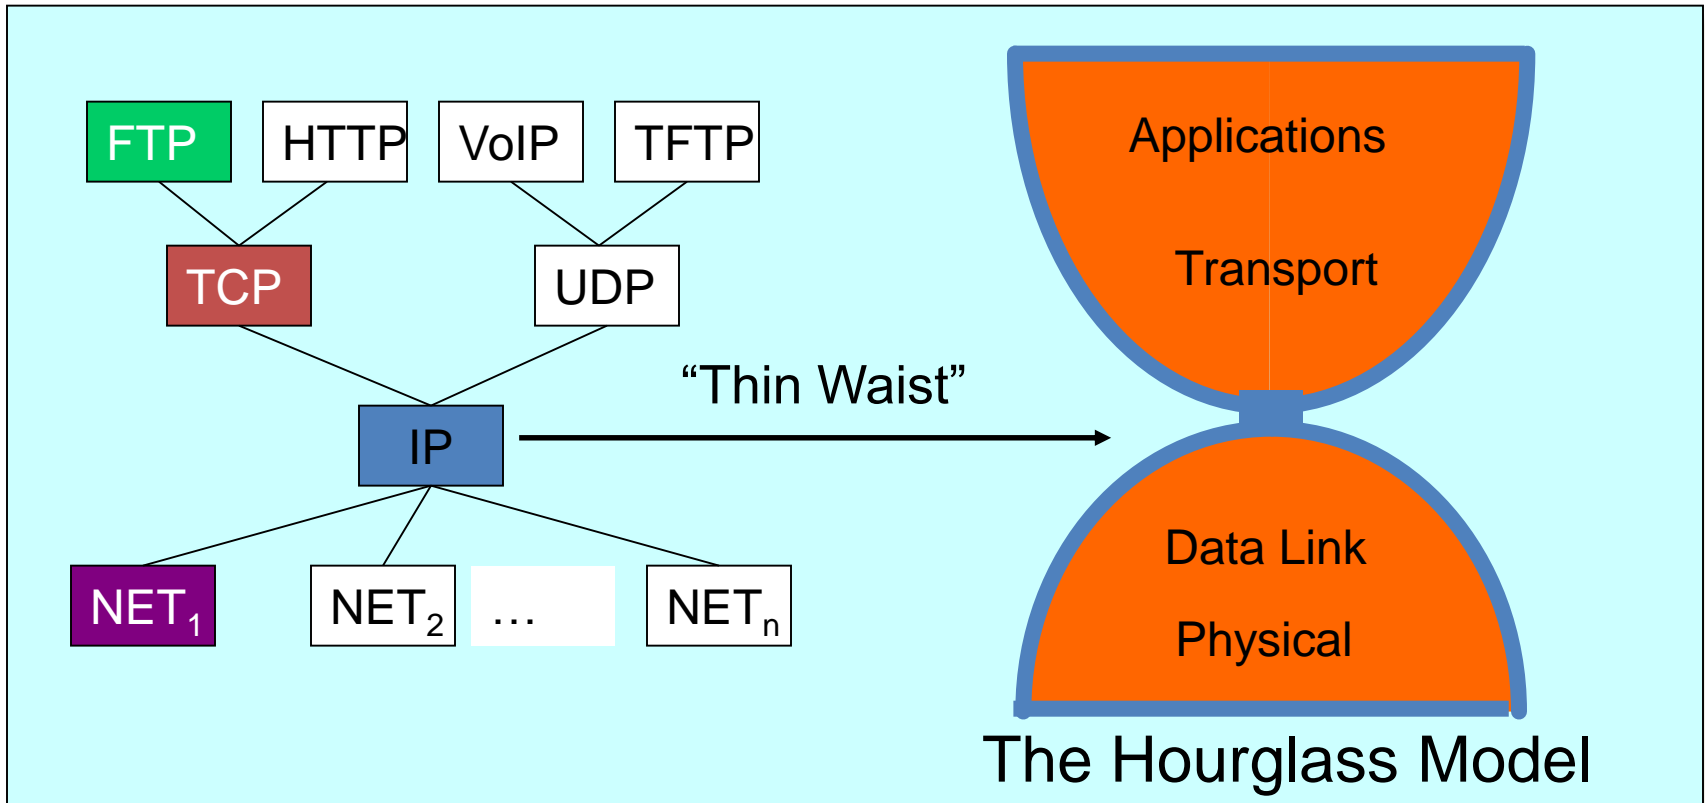 FTP HTTP VoIP TFTP
TCP UDP
IP
NET1 NET2 … NETn
“Thin Waist”
Applications
Transport
Data Link
Physical
The Hourglass Model